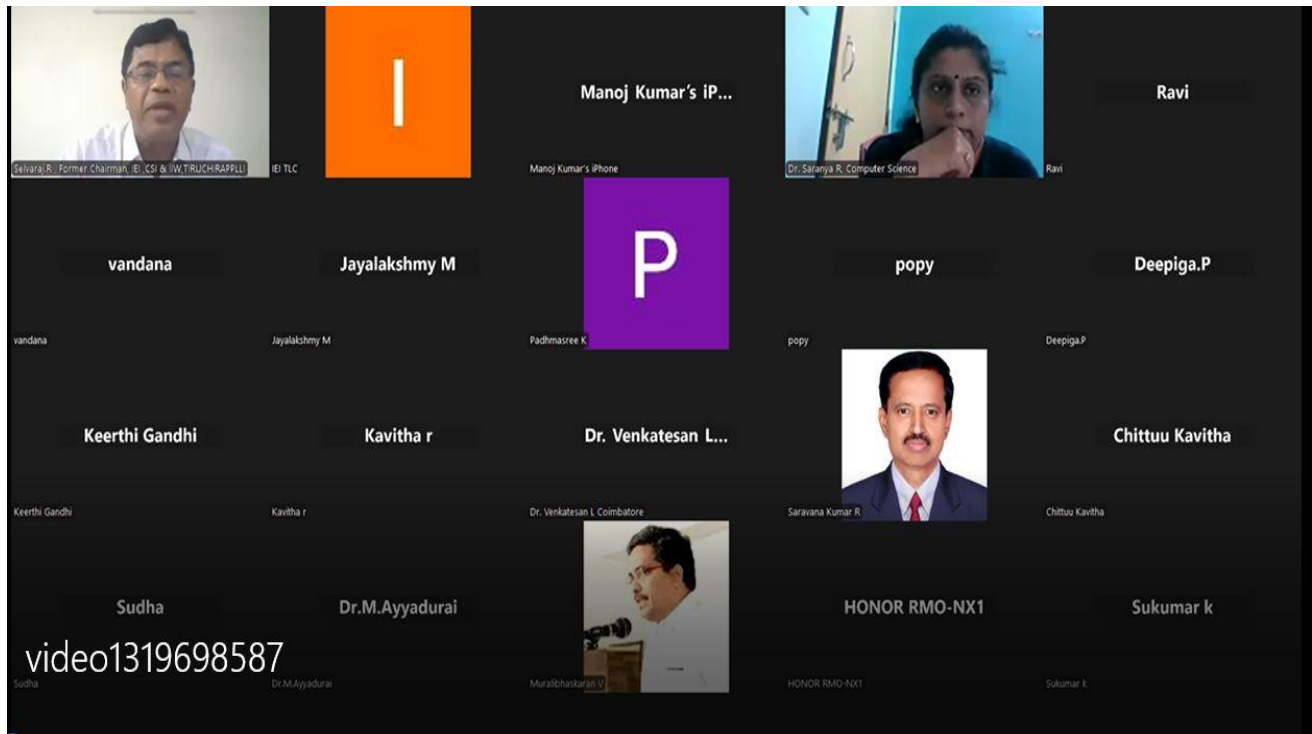 I
Manoj Kumar's iP...
Ravi
Selvaraj R , Former Chairman, IEI ,CSI & IIW,TIRUCHIRAPPLLI
IEI TLC
Manoj Kumar's iPhone
Dr. Saranya R, Computer Science
Ravi
vandana
Jayalakshmy M
P
popy
Deepiga.P
vandana
Jayalakshmy M
Padhmasree K
popy
Deepiga.P
Keerthi Gandhi
Kavitha r
Dr. Venkatesan L...
Chittuu Kavitha
Keerthi Gandhi
Kavitha r
Dr. Venkatesan L Coimbatore
Saravana Kumar R
Chittuu Kavitha
Sudha
Dr.M.Ayyadurai
HONOR RMO-NX1
Sukumar k
video1319698587
Sudha
Dr.M.Ayyadurai
Muralibhaskaran V
HONOR RMO-NX1
Sukumar k